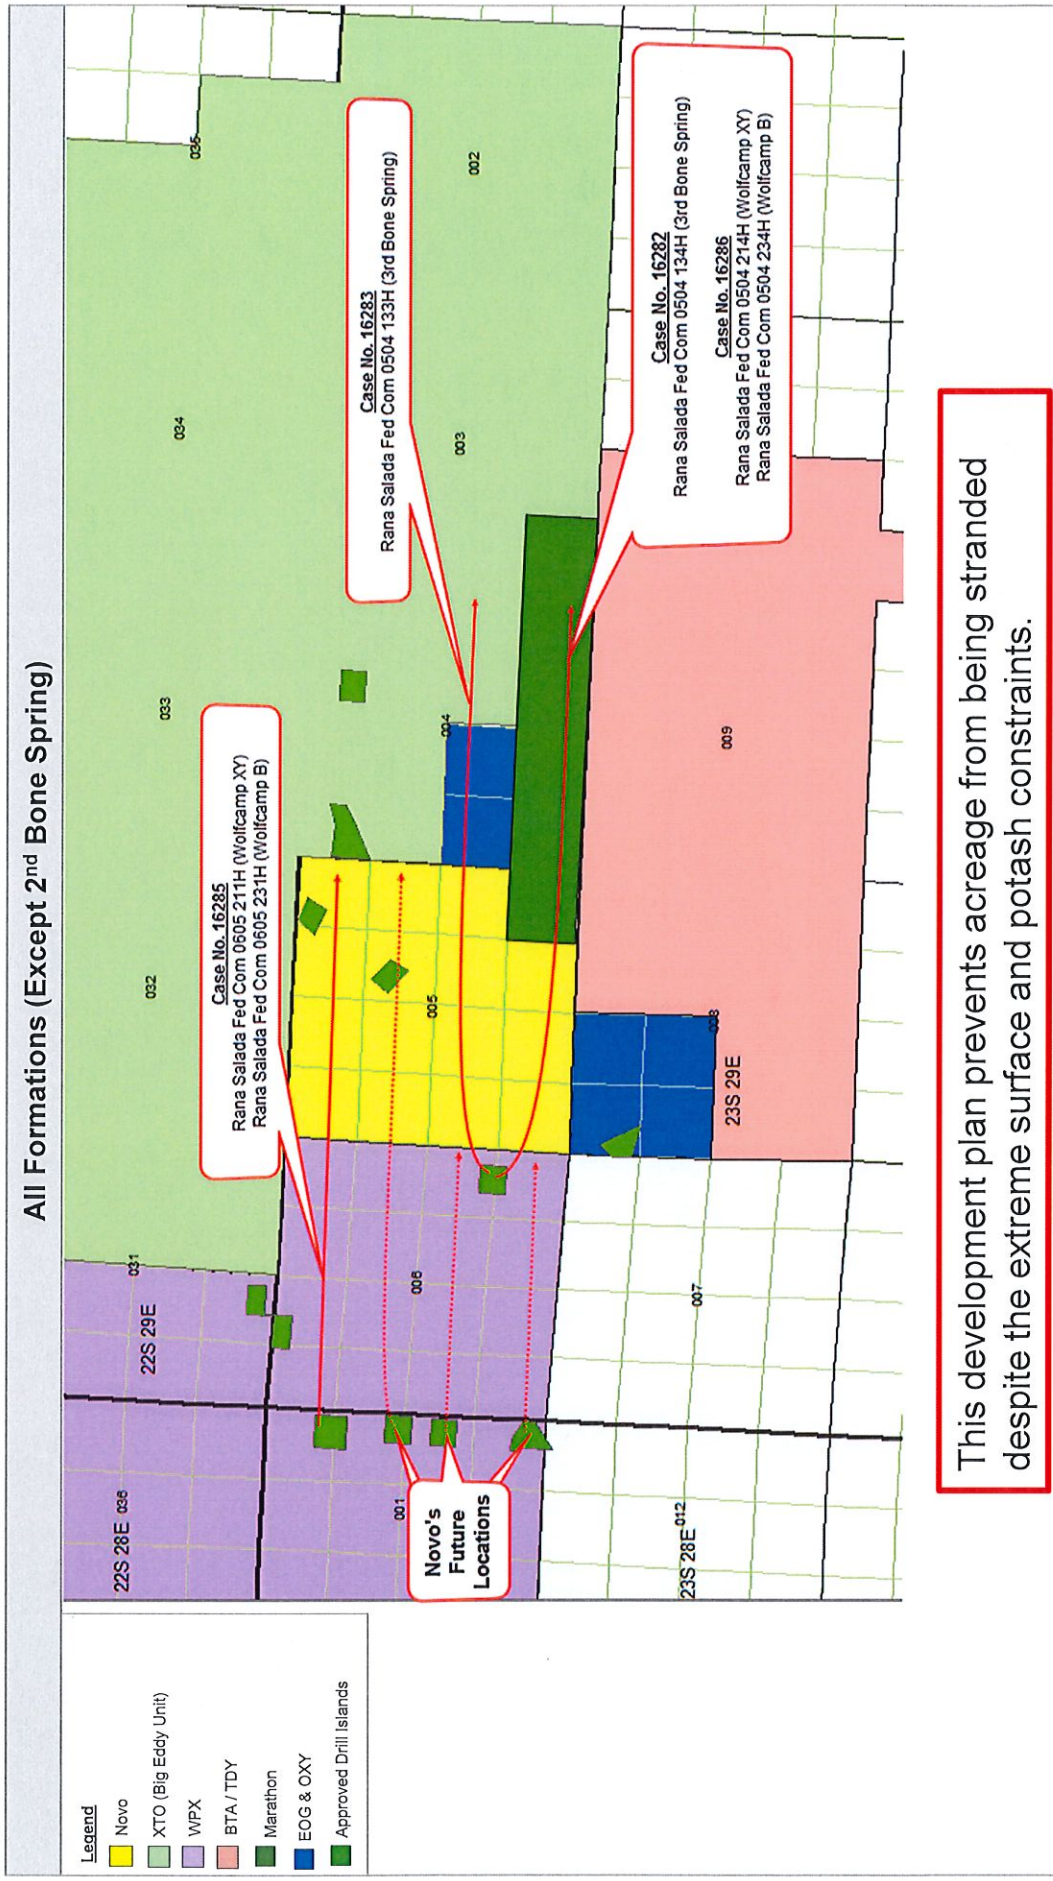 All Formations (Except 2nd Bone Spring)
Legend
Novo
XTO (Big Eddy Unit)
WPX
BTA / TDY
Marathon
EOG & OXY
Approved Drill Islands
22S 28E
036
22S 29E
031
032
033
034
035
Case No. 16285
Rana Salada Fed Com 0605 211H (Wolfcamp XY)
Rana Salada Fed Com 0605 231H (Wolfcamp B)
Case No. 16283
Rana Salada Fed Com 0504 133H (3rd Bone Spring)
001
006
005
004
003
002
Novo's
Future
Locations
Case No. 16282
Rana Salada Fed Com 0504 134H (3rd Bone Spring)
Case No. 16286
Rana Salada Fed Com 0504 214H (Wolfcamp XY)
Rana Salada Fed Com 0504 234H (Wolfcamp B)
23S 28E
012
007
23S 29E
008
009
This development plan prevents acreage from being stranded
despite the extreme surface and potash constraints.